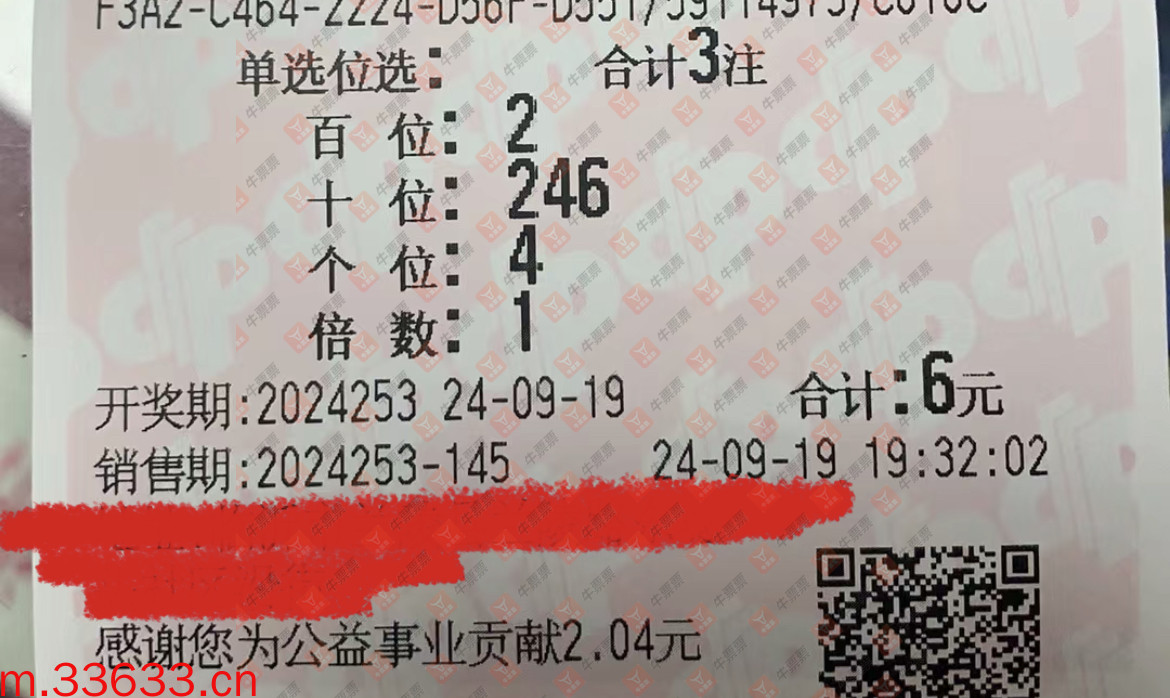 单选位选: 合计3注
百 位: 2
十 位: 246
个 位: 4
倍 数: 1
开奖期:2024253 24-09-19 合计:6元
销售期:2024253-145 24-09-19 19:32:02
感谢您为公益事业贡献2.04元
m.33633.cn
牛票票